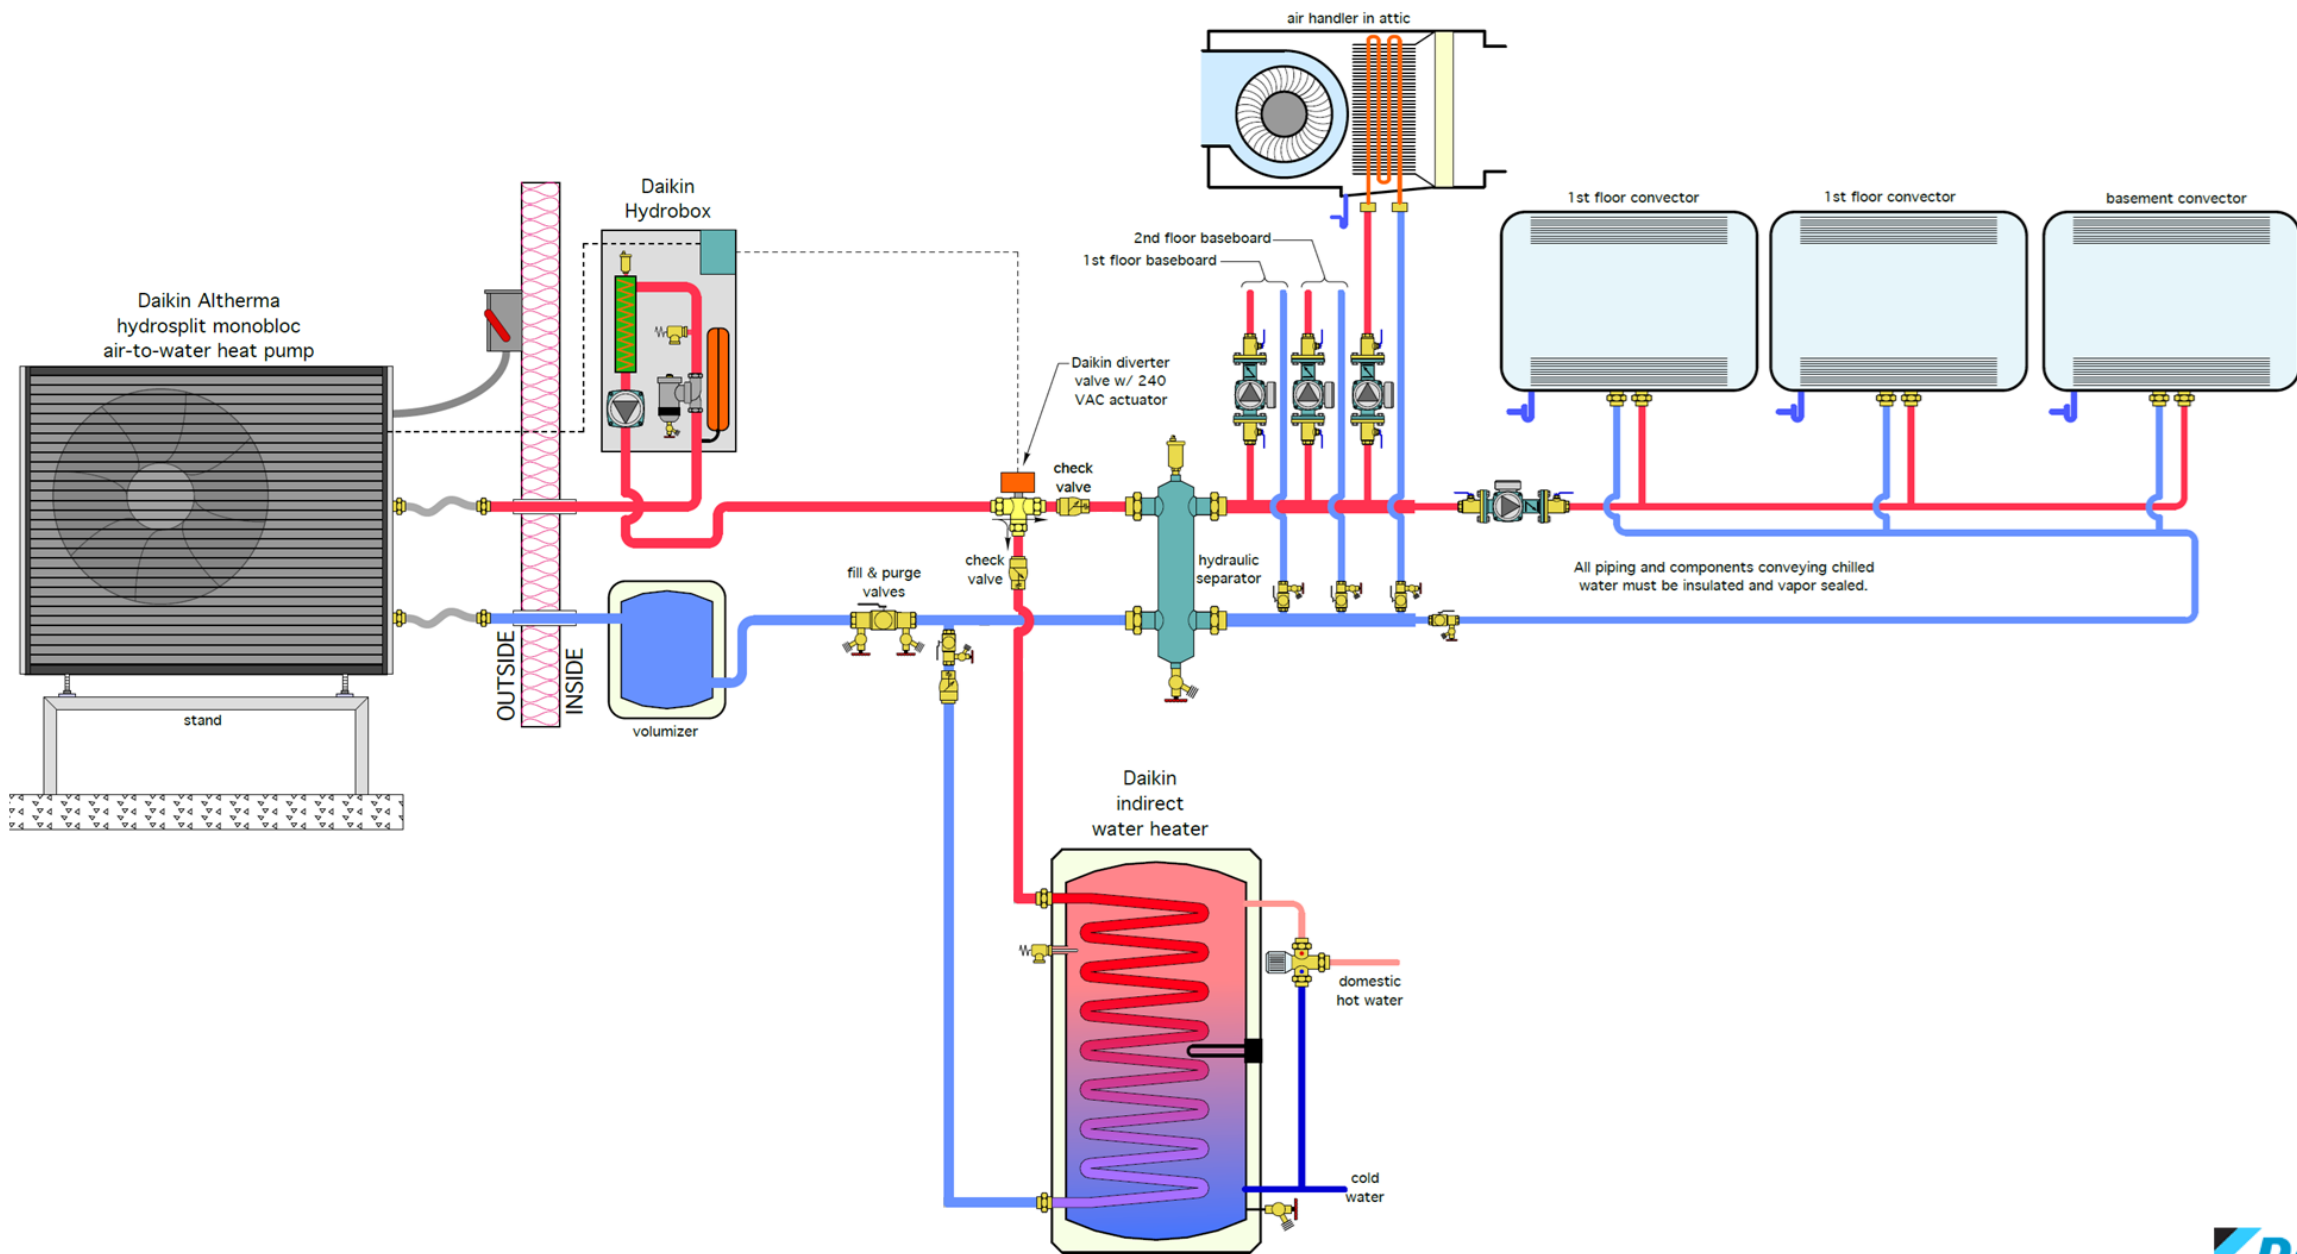 air handler in attic
Daikin
Hydrobox
1st floor convector
1st floor convector
basement convector
2nd floor baseboard
1st floor baseboard
Daikin Altherma
hydrosplit monobloc
air-to-water heat pump
Daikin diverter
valve w/ 240
VAC actuator
check
valve
check
valve
hydraulic
separator
fill & purge
valves
All piping and components conveying chilled
water must be insulated and vapor sealed.
OUTSIDE
INSIDE
stand
volumizer
Daikin
indirect
water heater
domestic
hot water
cold
water